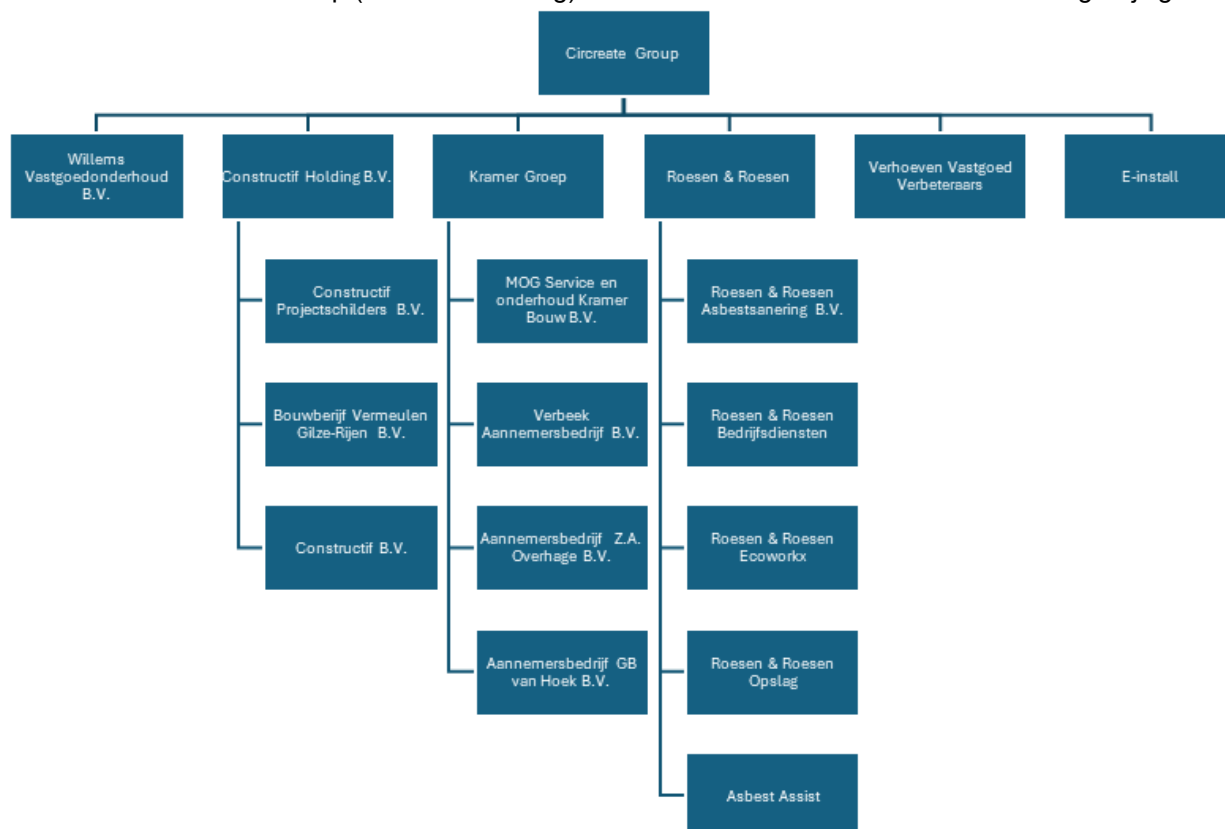 Circreate Group
Willems
Vastgoedonderhoud
B.V.
Constructif Holding B.V.
Kramer Groep
Roesen & Roesen
Verhoeven Vastgoed
Verbeteraars
E-install
Constructif
Projectschilders B.V.
MOG Service en
onderhoud Kramer
Bouw B.V.
Roesen & Roesen
Asbestsanering B.V.
Bouwberijf Vermeulen
Gilze-Rijen B.V.
Verbeek
Aannemersbedrijf B.V.
Roesen & Roesen
Bedrijfsdiensten
Constructif B.V.
Aannemersbedrijf Z.A.
Overhage B.V.
Roesen & Roesen
Ecoworkx
Aannemersbedrijf GB
van Hoek B.V.
Roesen & Roesen
Opslag
Asbest Assist